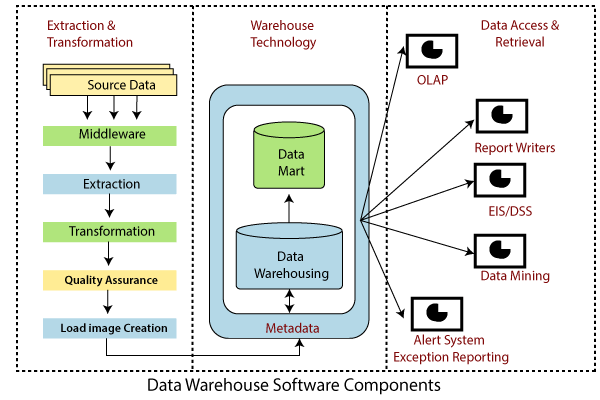 Extraction &
Transformation
Source Data
Middleware
Extraction
Transformation
Quality Assurance
Load image Creation
Warehouse
Technology
Data
Mart
Data
Warehousing
Metadata
Data Access &
Retrieval
OLAP
Report Writers
EIS/DSS
Data Mining
Alert System
Exception Reporting
Data Warehouse Software Components